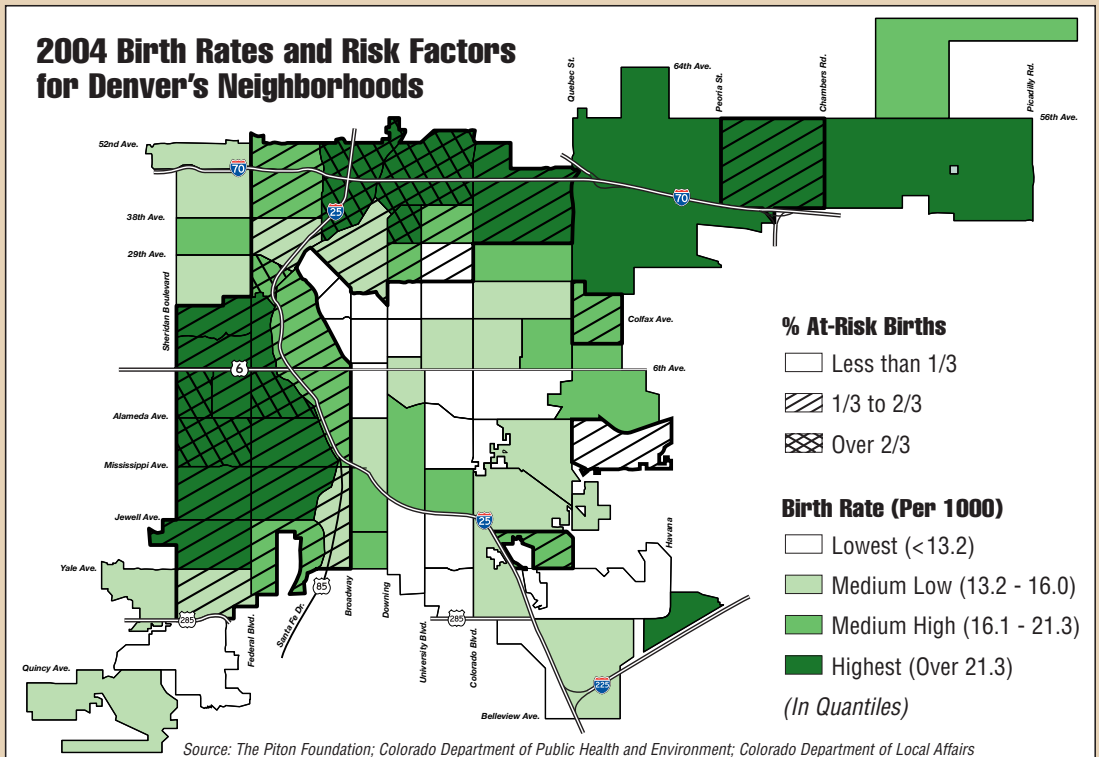 2004 Birth Rates and Risk Factors
for Denver's Neighborhoods
64th Ave.
Quebec St.
Peoria St.
Chambers Rd.
Picadilly Rd.
56th Ave.
52nd Ave.
70
25
70
38th Ave.
29th Ave.
Sheridan Boulevard
Colfax Ave.
6
6th Ave.
Alameda Ave.
Mississippi Ave.
Jewell Ave.
25
Havana
Yale Ave.
85
285
Federal Blvd.
Santa Fe Dr.
Broadway
Downing
University Blvd.
285
Colorado Blvd.
Quincy Ave.
225
Belleview Ave.
% At-Risk Births
Less than 1/3
1/3 to 2/3
Over 2/3
Birth Rate (Per 1000)
Lowest (<13.2)
Medium Low (13.2 - 16.0)
Medium High (16.1 - 21.3)
Highest (Over 21.3)
(In Quantiles)
Source: The Piton Foundation; Colorado Department of Public Health and Environment; Colorado Department of Local Affairs